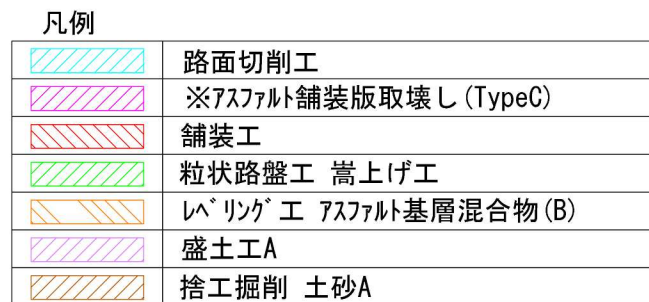 凡例
路面切削工
※ｱｽﾌｧﾙﾄ舗装版取壊し(TypeC)
舗装工
粒状路盤工 嵩上げ工
ﾚﾍﾞﾘﾝｸﾞ工 ｱｽﾌｧﾙﾄ基層混合物(B)
盛土工A
捨工掘削 土砂A